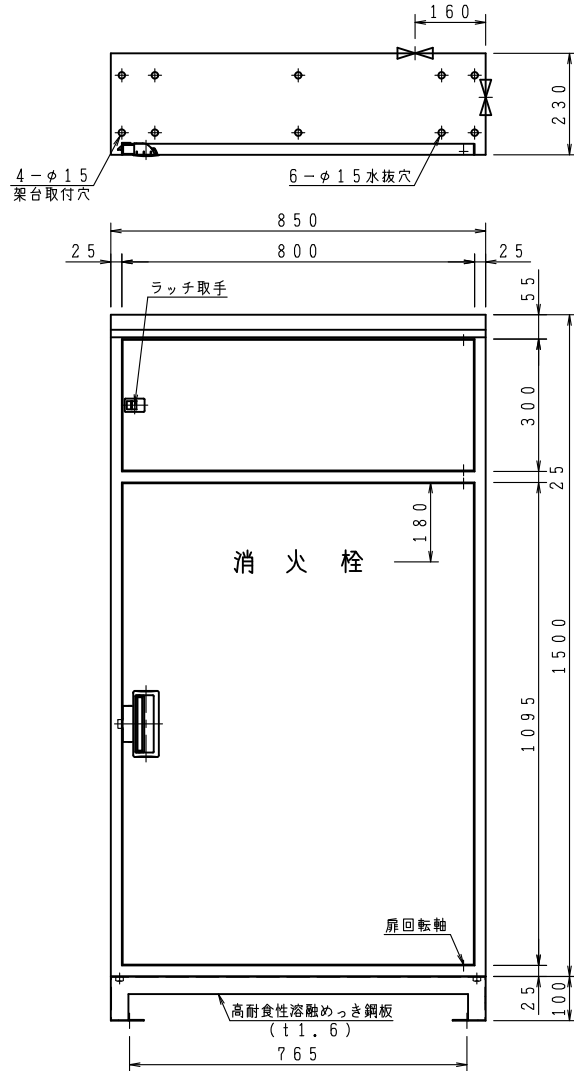 160
230
4-φ15
架台取付穴
6-φ15水抜穴
850
25
800
25
ラッチ取手
55
300
25
180
消火栓
1500
1095
扉回転軸
高耐食性溶融めっき鋼板
(t1.6)
25
100
765